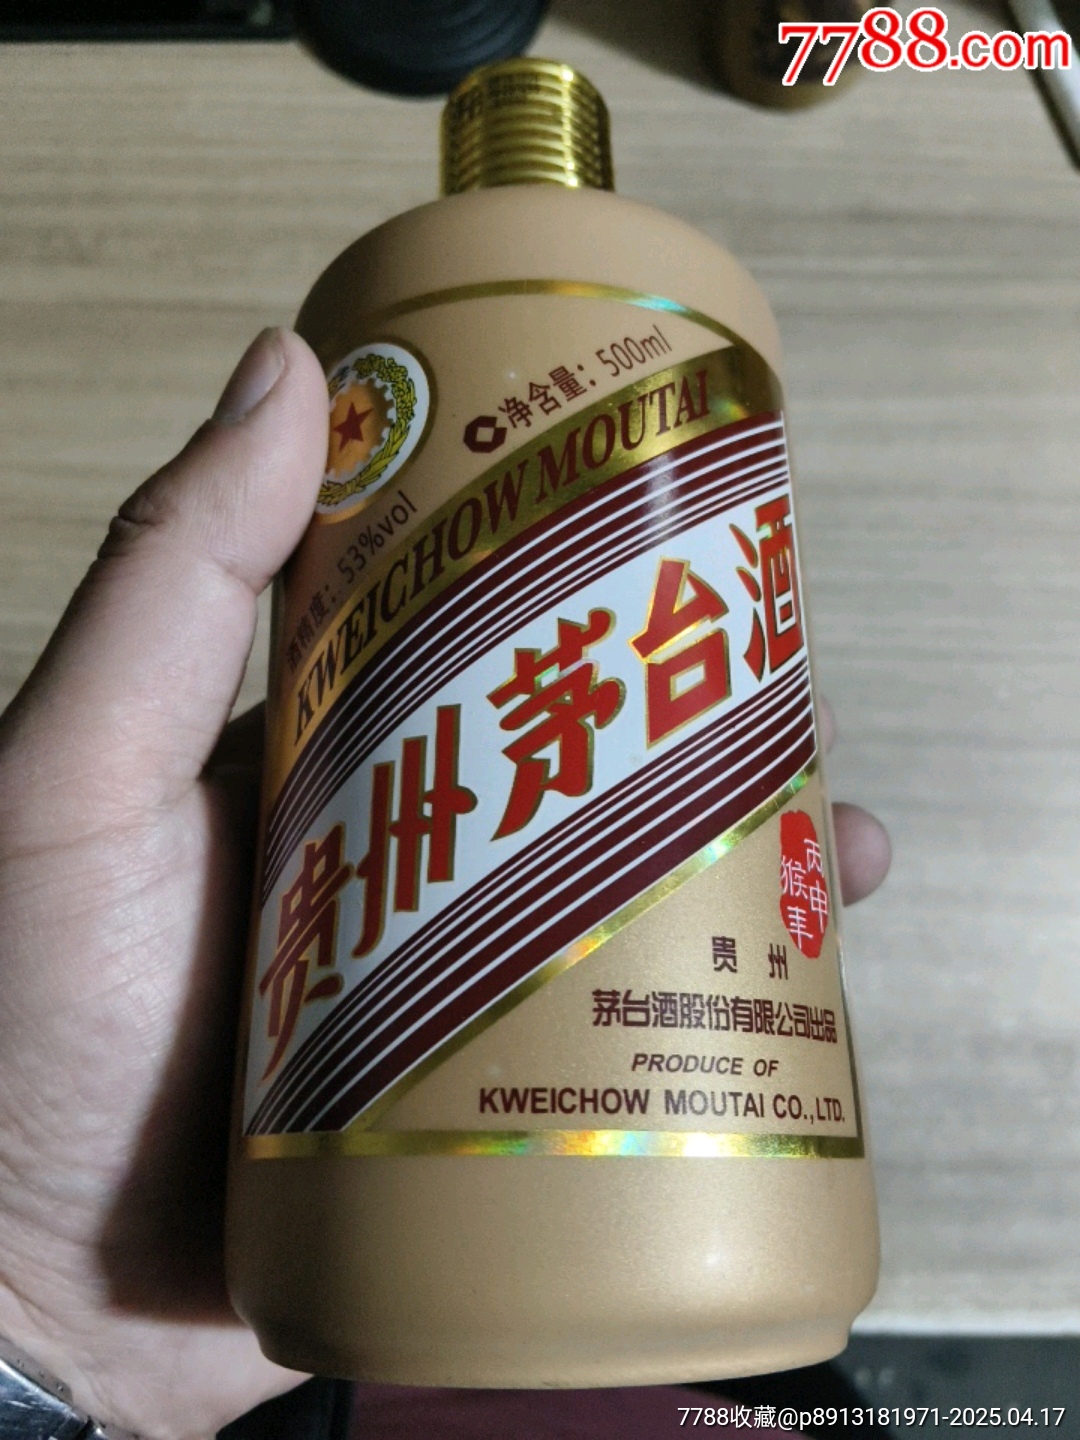 7788.com
净含量：500ml
酒精度：53%vol
KWEICHOW MOUTAI
贵州茅台酒
丙申
猴年
贵州
茅台酒股份有限公司出品
PRODUCE OF
KWEICHOW MOUTAI CO.,LTD.
7788收藏@p8913181971-2025.04.17